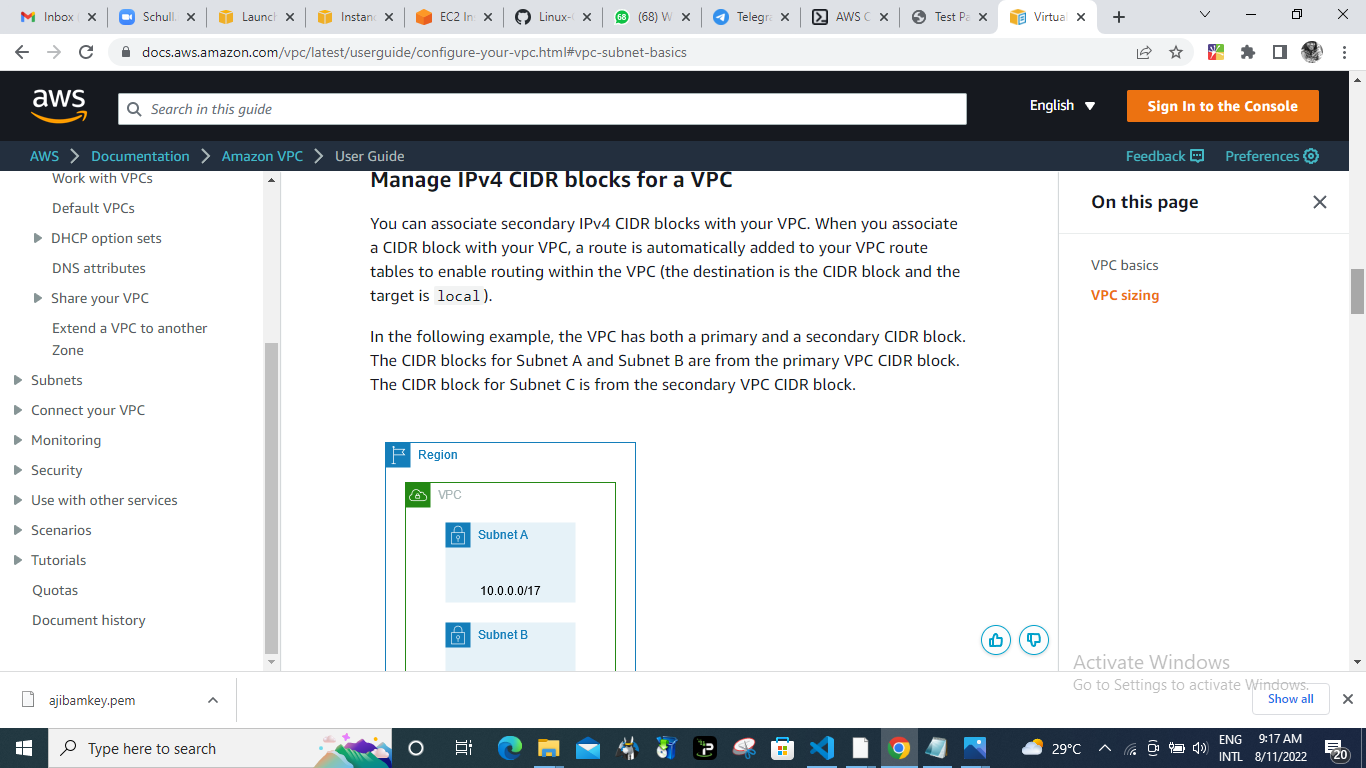 Inbox
Schull
Launch
Instanc
EC2 In
Linux-
(68) W
Telegra
AWS C
Test Pa
Virtual
docs.aws.amazon.com/vpc/latest/userguide/configure-your-vpc.html#vpc-subnet-basics
aws
Search in this guide
English
Sign In to the Console
AWS
Documentation
Amazon VPC
User Guide
Feedback
Preferences
Work with VPCs
Default VPCs
DHCP option sets
DNS attributes
Share your VPC
Extend a VPC to another
Zone
Subnets
Connect your VPC
Monitoring
Security
Use with other services
Scenarios
Tutorials
Quotas
Document history
Manage IPv4 CIDR blocks for a VPC
You can associate secondary IPv4 CIDR blocks with your VPC. When you associate
a CIDR block with your VPC, a route is automatically added to your VPC route
tables to enable routing within the VPC (the destination is the CIDR block and the
target is local).
In the following example, the VPC has both a primary and a secondary CIDR block.
The CIDR blocks for Subnet A and Subnet B are from the primary VPC CIDR block.
The CIDR block for Subnet C is from the secondary VPC CIDR block.
Region
VPC
Subnet A
10.0.0.0/17
Subnet B
On this page
VPC basics
VPC sizing
Activate Windows
Go to Settings to activate Windows.
ajibamkey.pem
Show all
Type here to search
29°C
ENG
INTL
9:17 AM
8/11/2022
20